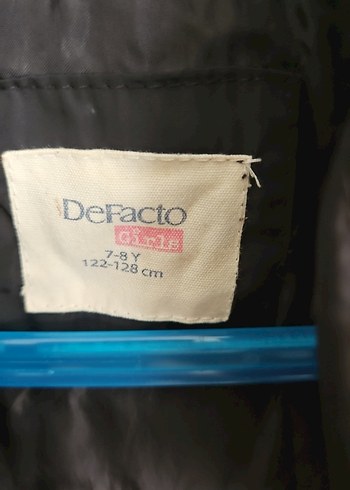 DeFacto
Girls
7-8 Y
122-128 cm